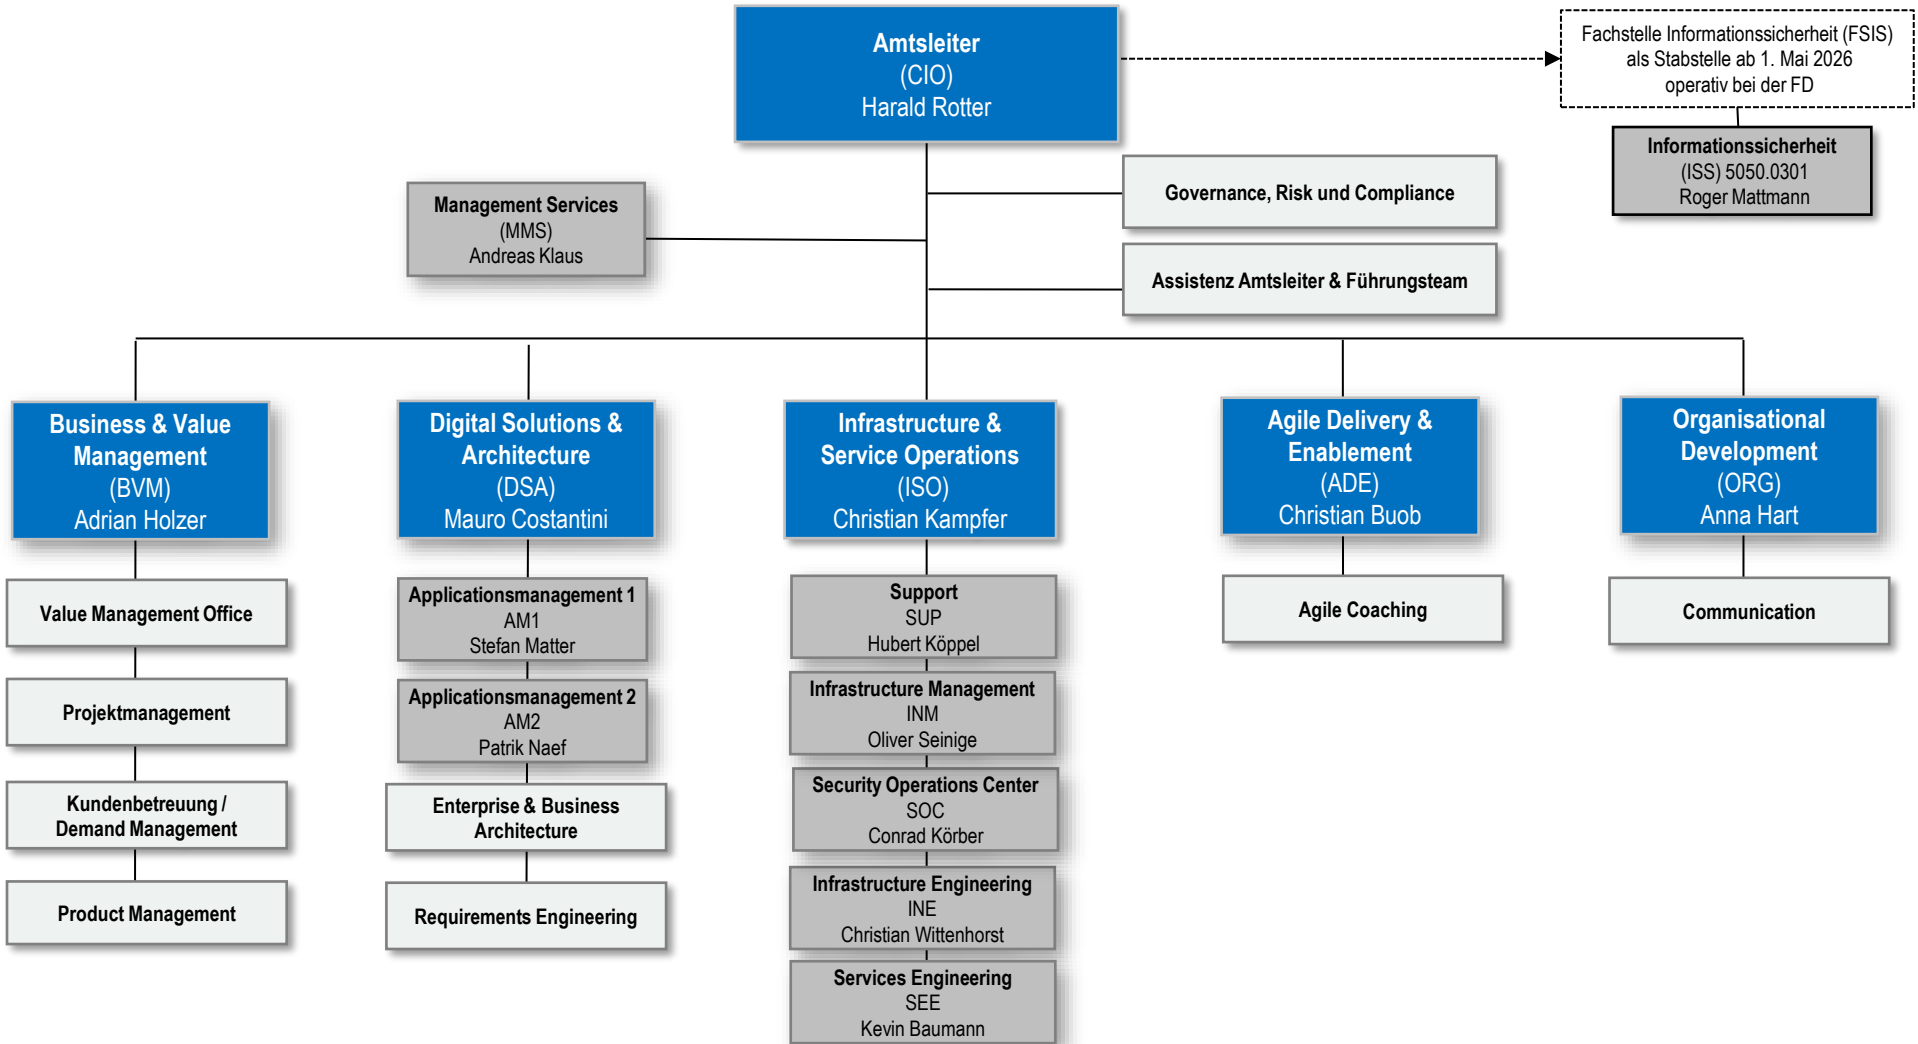 Amtsleiter
(CIO)
Harald Rotter
Fachstelle Informationssicherheit (FSIS)
als Stabstelle ab 1. Mai 2026
operativ bei der FD
Informationssicherheit
(ISS) 5050.0301
Roger Mattmann
Management Services
(MMS)
Andreas Klaus
Governance, Risk und Compliance
Assistenz Amtsleiter & Führungsteam
Business & Value
Management
(BVM)
Adrian Holzer
Value Management Office
Projektmanagement
Kundenbetreuung /
Demand Management
Product Management
Digital Solutions &
Architecture
(DSA)
Mauro Costantini
Applicationsmanagement 1
AM1
Stefan Matter
Applicationsmanagement 2
AM2
Patrik Naef
Enterprise & Business
Architecture
Requirements Engineering
Infrastructure &
Service Operations
(ISO)
Christian Kampfer
Support
SUP
Hubert Köppel
Infrastructure Management
INM
Oliver Seinige
Security Operations Center
SOC
Conrad Körber
Infrastructure Engineering
INE
Christian Wittenhorst
Services Engineering
SEE
Kevin Baumann
Agile Delivery &
Enablement
(ADE)
Christian Buob
Agile Coaching
Organisational
Development
(ORG)
Anna Hart
Communication